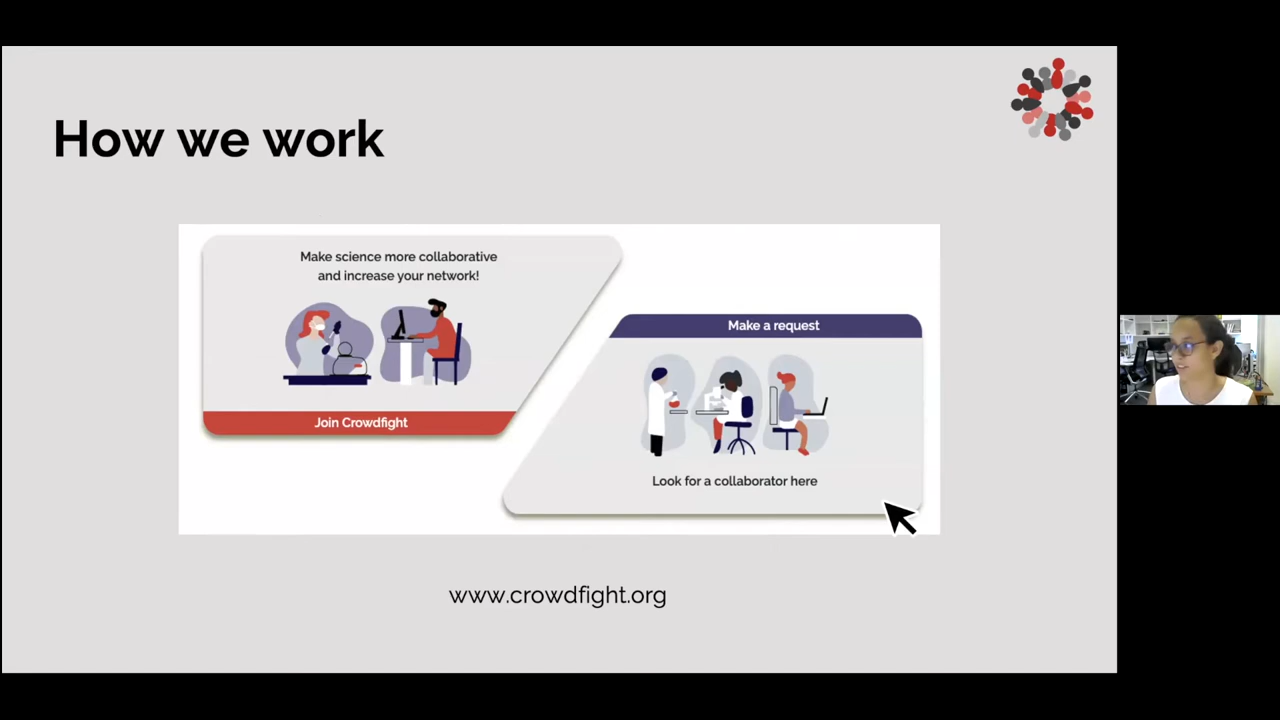 How we work
Make science more collaborative
and increase your network!
Join Crowdfight
Make a request
Look for a collaborator here
www.crowdfight.org